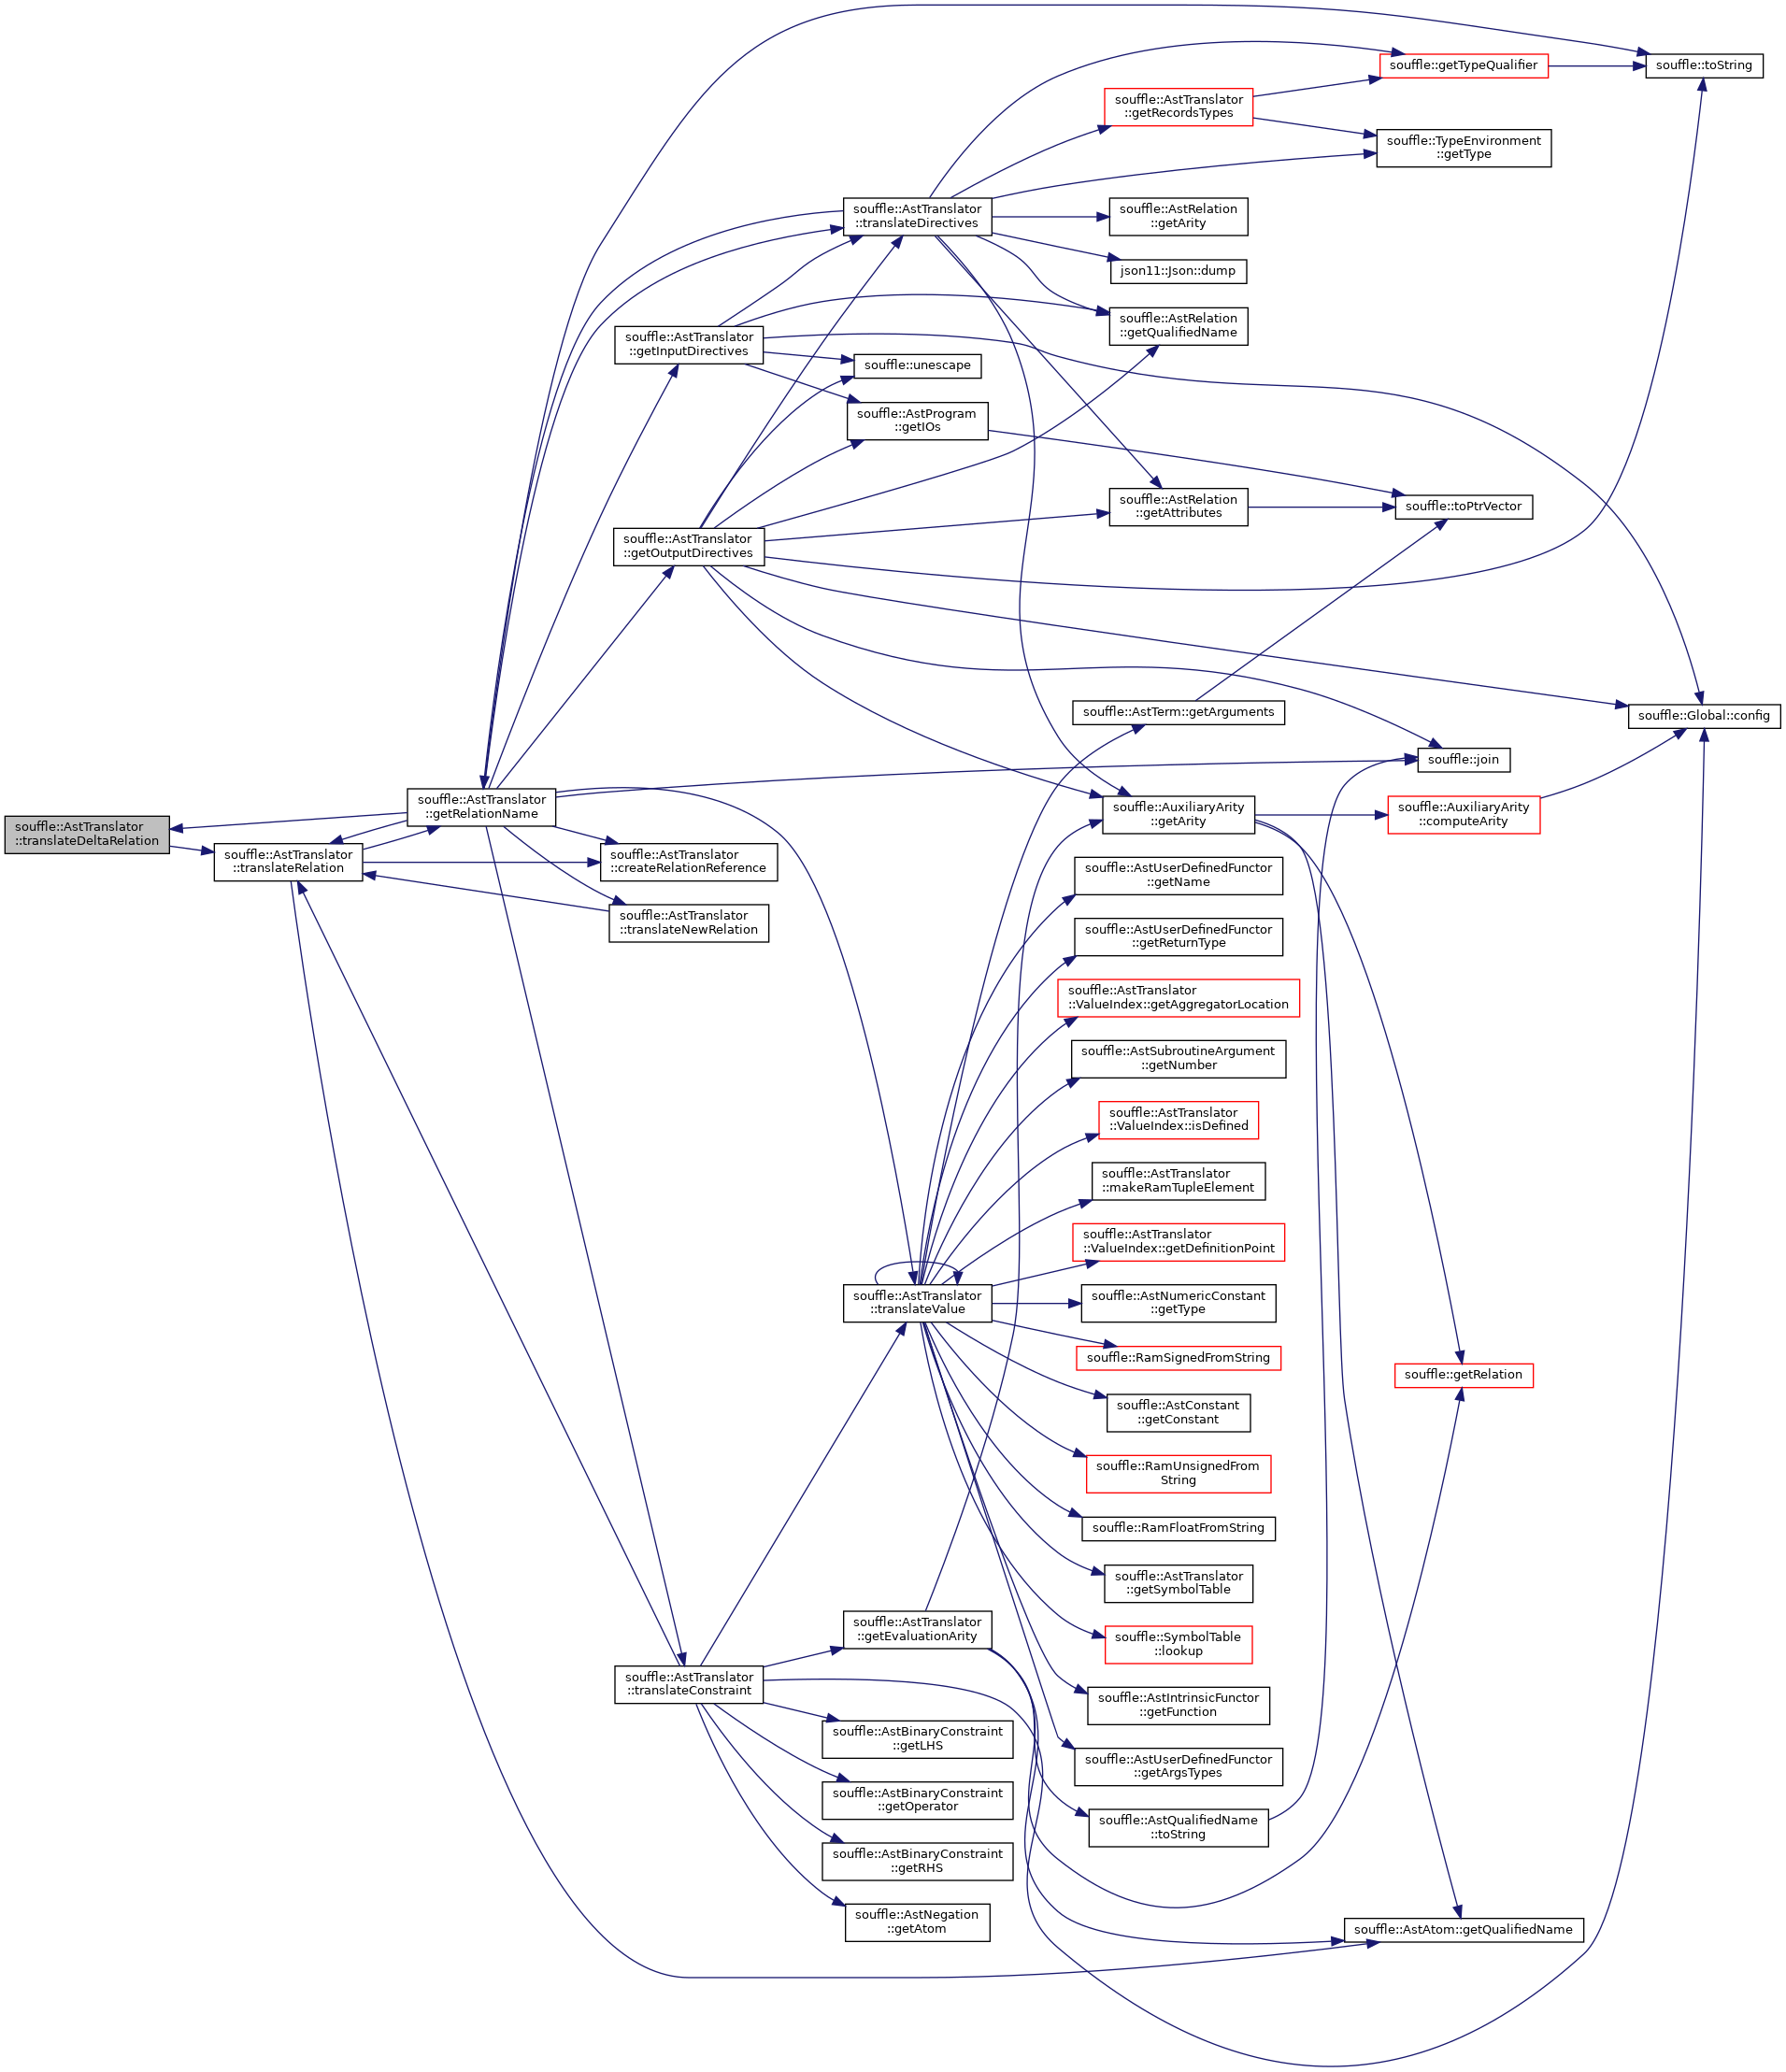 souffle::toString
souffle::getTypeQualifier
souffle::AstTranslator
::getRecordsTypes
souffle::TypeEnvironment
::getType
souffle::AstTranslator
::translateDirectives
souffle::AstRelation
::getArity
json11::Json::dump
souffle::AstRelation
::getQualifiedName
souffle::AstTranslator
::getInputDirectives
souffle::unescape
souffle::AstProgram
::getIOs
souffle::AstRelation
::getAttributes
souffle::toPtrVector
souffle::AstTranslator
::getOutputDirectives
souffle::AstTerm::getArguments
souffle::Global::config
souffle::join
souffle::AstTranslator
::getRelationName
souffle::AuxiliaryArity
::getArity
souffle::AuxiliaryArity
::computeArity
souffle::AstTranslator
::translateDeltaRelation
souffle::AstTranslator
::translateRelation
souffle::AstTranslator
::createRelationReference
souffle::AstUserDefinedFunctor
::getName
souffle::AstTranslator
::translateNewRelation
souffle::AstUserDefinedFunctor
::getReturnType
souffle::AstTranslator
::ValueIndex::getAggregatorLocation
souffle::AstSubroutineArgument
::getNumber
souffle::AstTranslator
::ValueIndex::isDefined
souffle::AstTranslator
::makeRamTupleElement
souffle::AstTranslator
::ValueIndex::getDefinitionPoint
souffle::AstTranslator
::translateValue
souffle::AstNumericConstant
::getType
souffle::RamSignedFromString
souffle::getRelation
souffle::AstConstant
::getConstant
souffle::RamUnsignedFrom
String
souffle::RamFloatFromString
souffle::AstTranslator
::getSymbolTable
souffle::AstTranslator
::getEvaluationArity
souffle::SymbolTable
::lookup
souffle::AstTranslator
::translateConstraint
souffle::AstIntrinsicFunctor
::getFunction
souffle::AstBinaryConstraint
::getLHS
souffle::AstUserDefinedFunctor
::getArgsTypes
souffle::AstBinaryConstraint
::getOperator
souffle::AstQualifiedName
::toString
souffle::AstBinaryConstraint
::getRHS
souffle::AstNegation
::getAtom
souffle::AstAtom::getQualifiedName